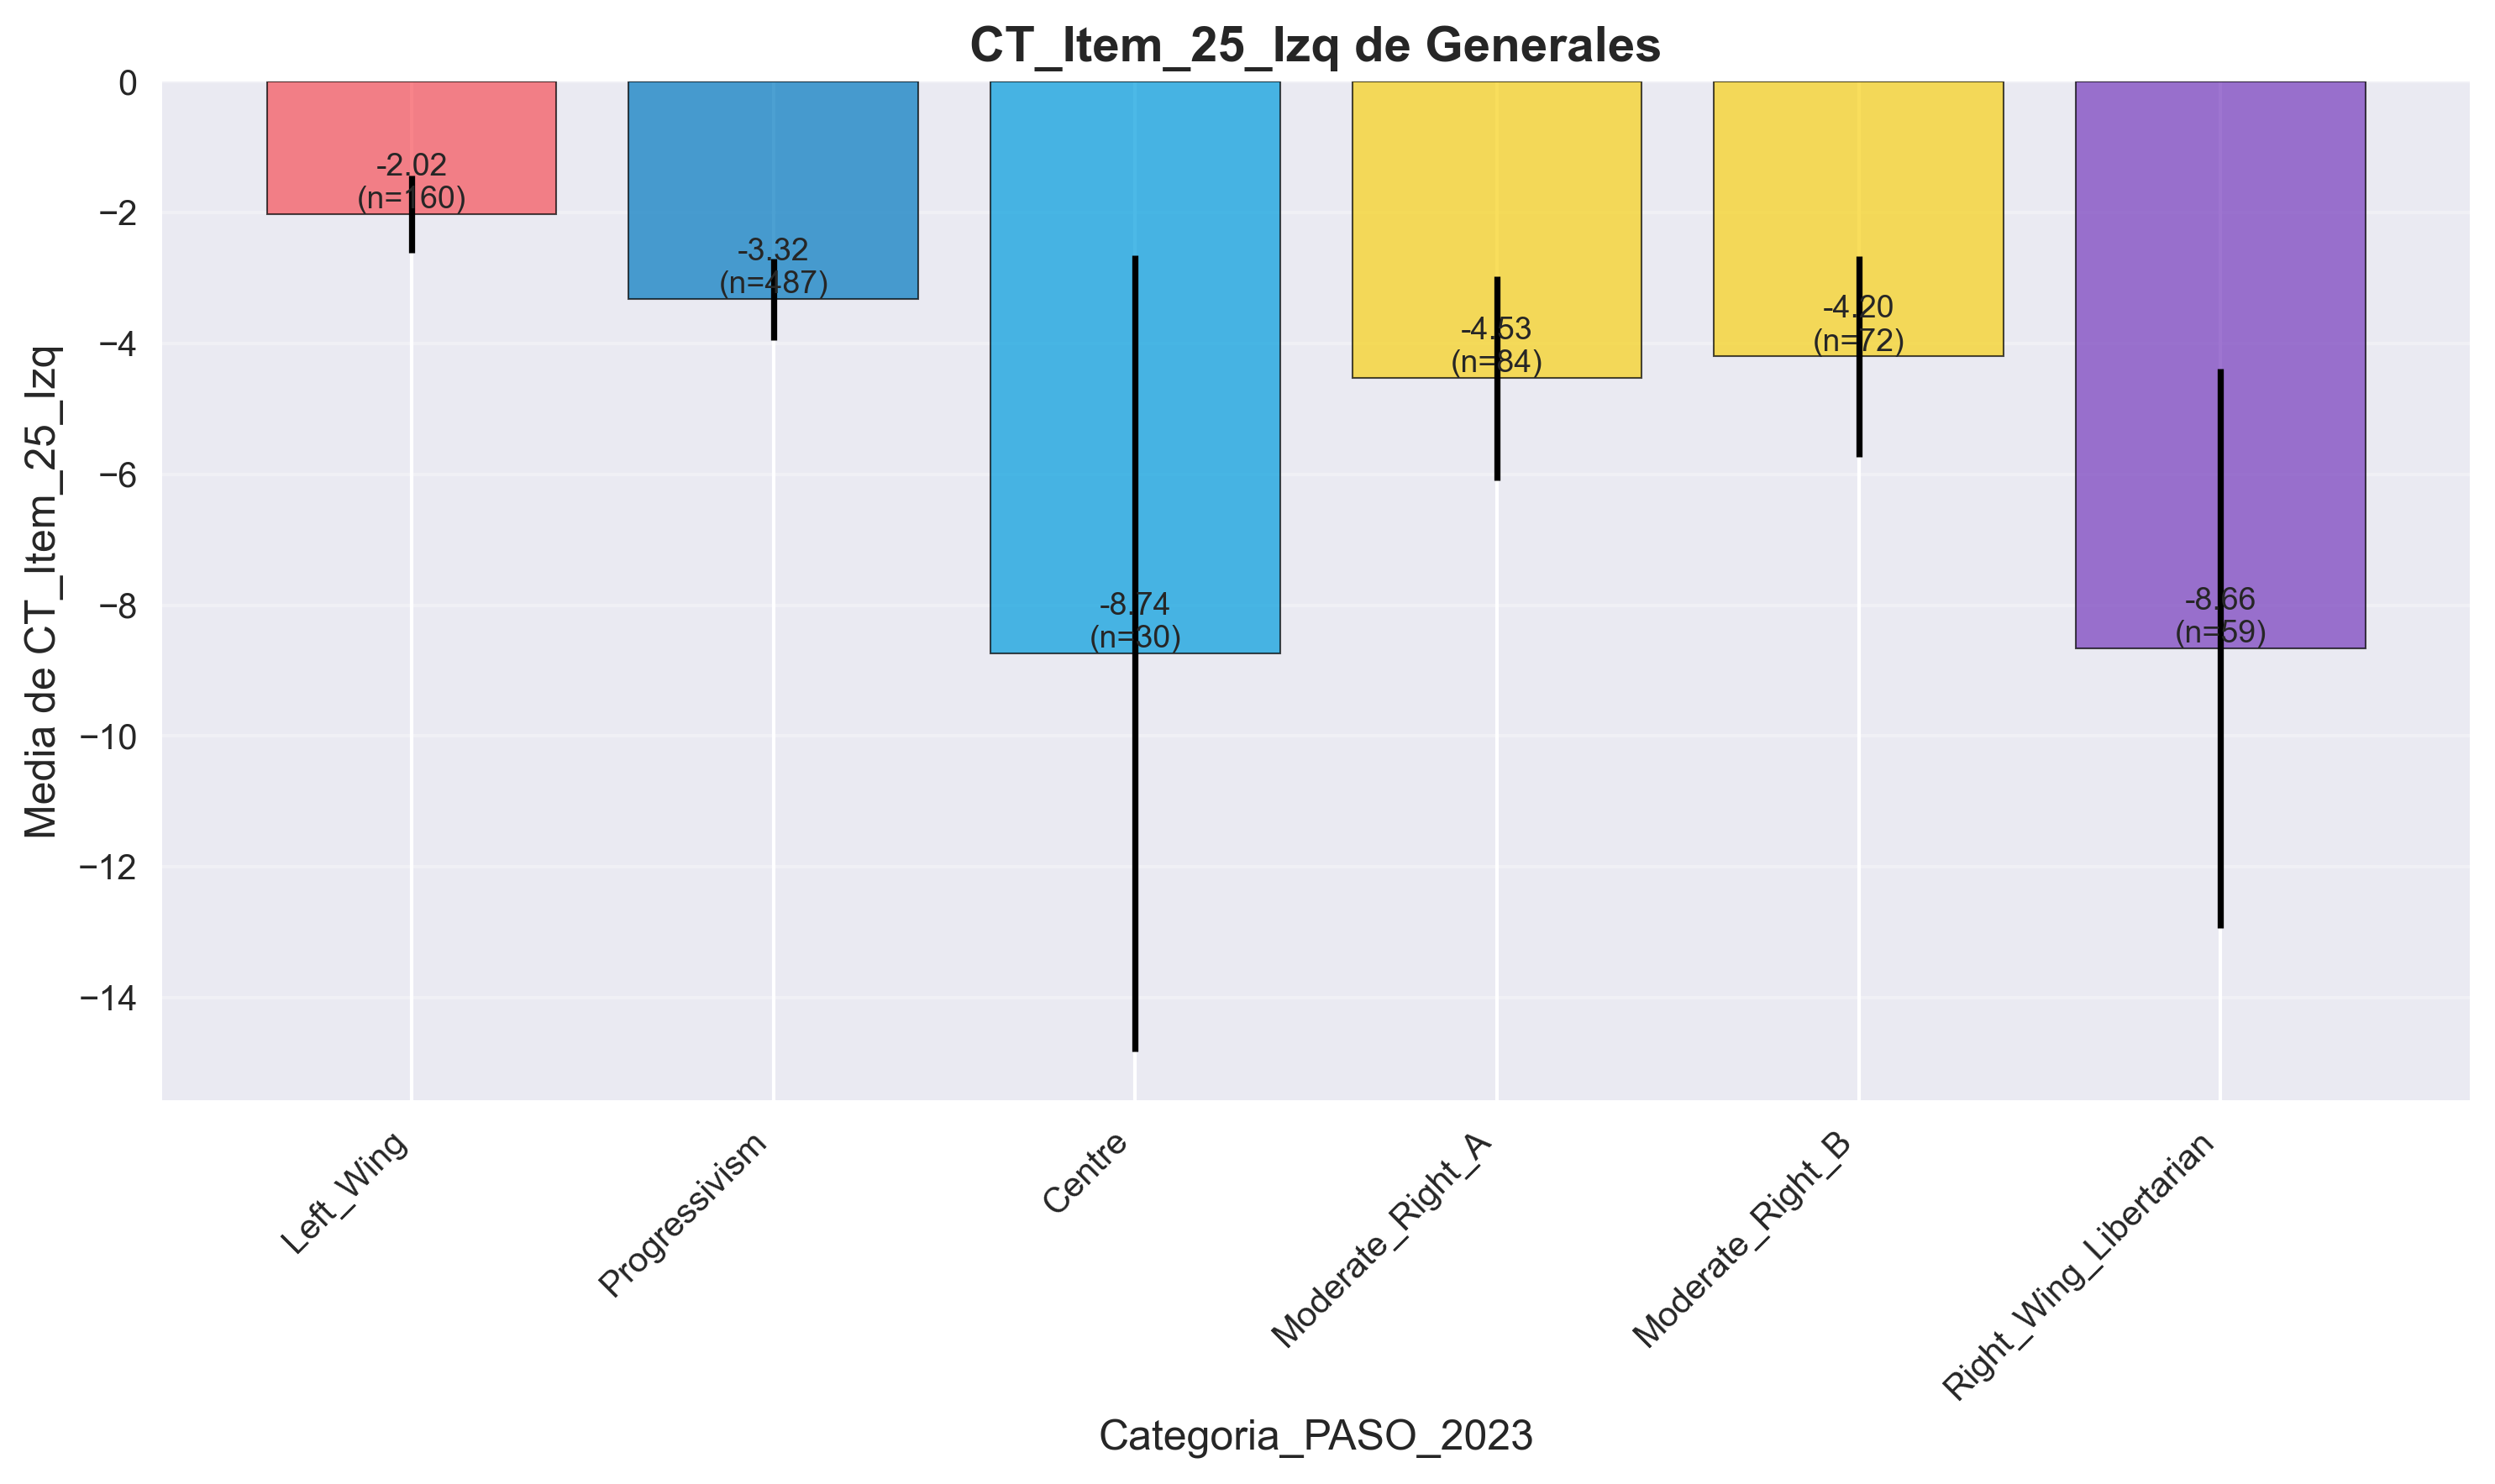 CT_Item_25_Izq de Generales
Media de CT_Item_25_Izq
0
−2
−4
−6
−8
−10
−12
−14
-2.02
(n=160)
-3.32
(n=487)
-8.74
(n=30)
-4.53
(n=84)
-4.20
(n=72)
-8.66
(n=59)
Left_Wing
Progressivism
Centre
Moderate_Right_A
Moderate_Right_B
Right_Wing_Libertarian
Categoria_PASO_2023